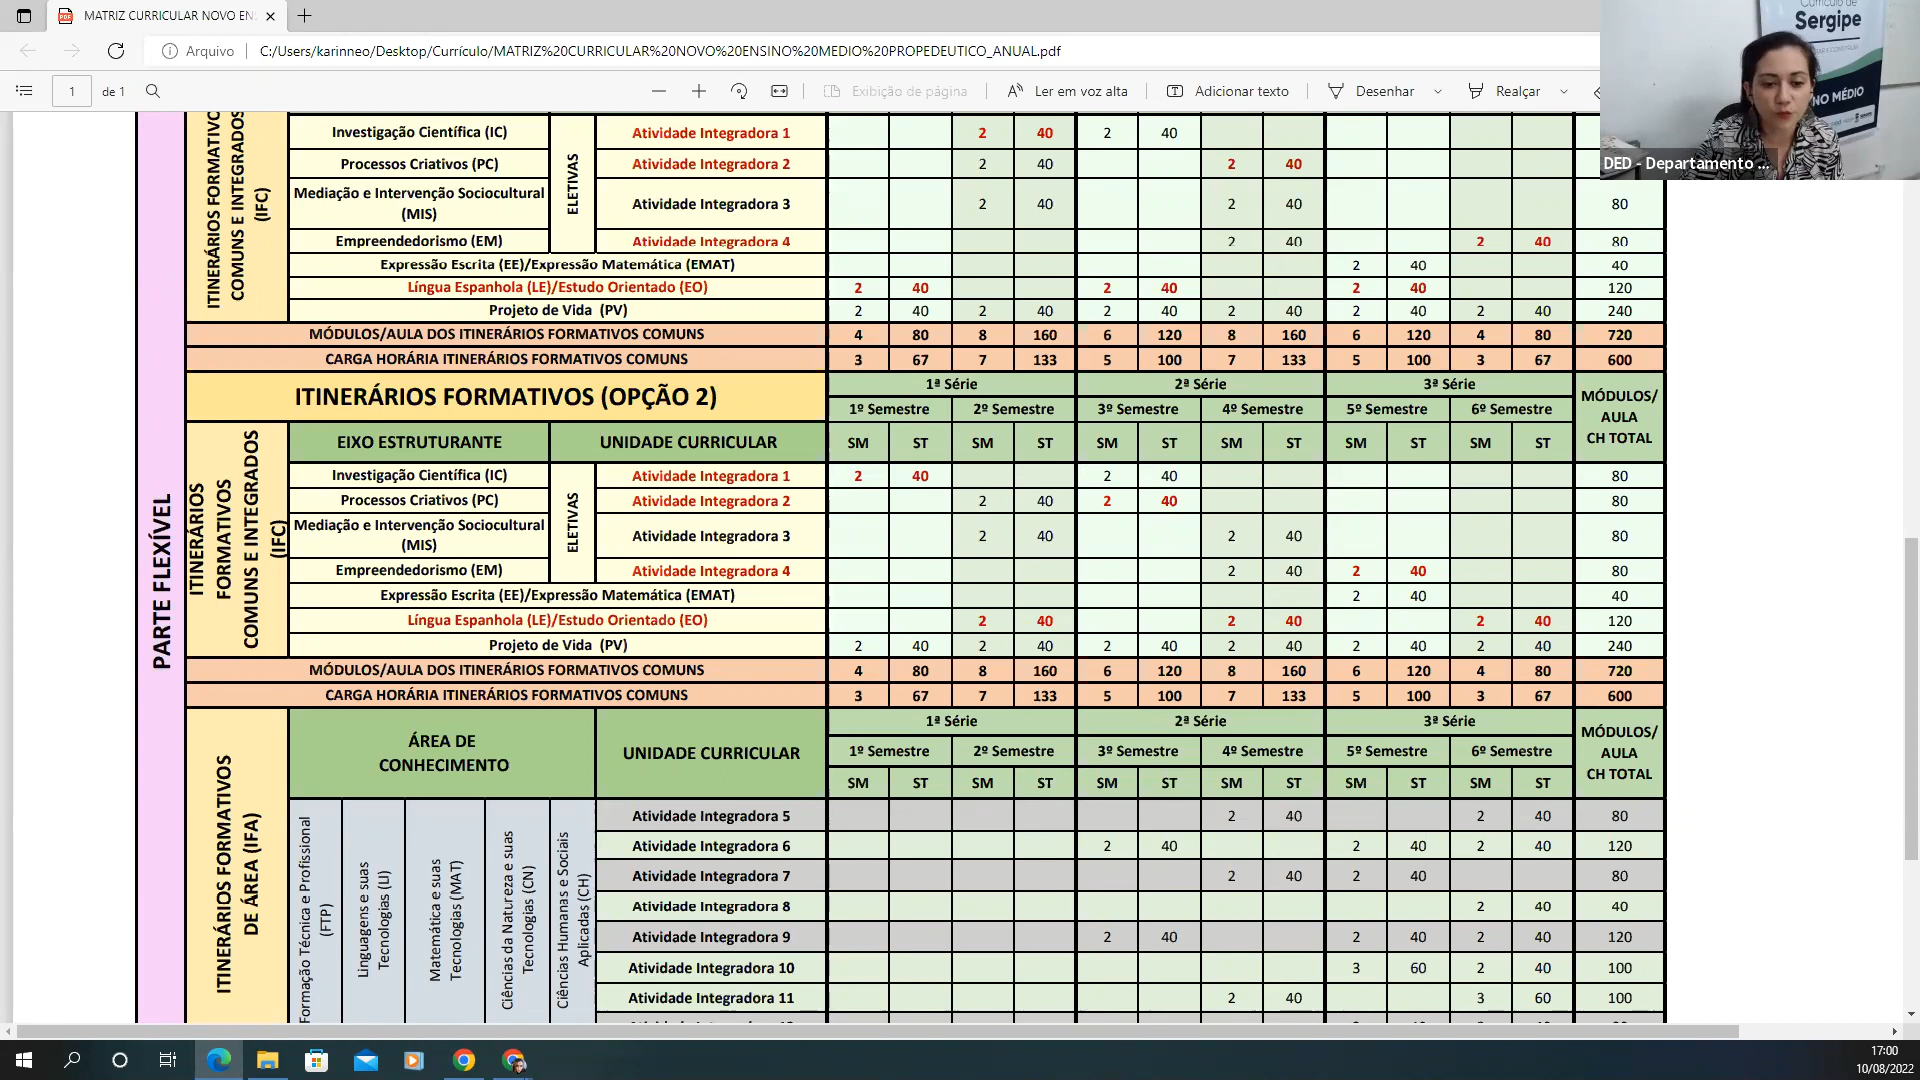 MATRIZ CURRICULAR NOVO EN
Arquivo C:/Users/karinneo/Desktop/Currículo/MATRIZ%20CURRICULAR%20NOVO%20ENSINO%20MEDIO%20PROPEDEUTICO_ANUAL.pdf
1 de 1 Exibição de página Ler em voz alta Adicionar texto Desenhar Realçar
Currículo de
Sergipe
NO MÉDIO
DED - Departamento ...
PARTE FLEXÍVEL
ITINERÁRIOS FORMATIVO
COMUNS E INTEGRADOS
(IFC)
ELETIVAS
Investigação Científica (IC) Atividade Integradora 1 2 40 2 40
Processos Criativos (PC) Atividade Integradora 2 2 40 2 40
Mediação e Intervenção Sociocultural
(MIS) Atividade Integradora 3 2 40 2 40 80
Empreendedorismo (EM) Atividade Integradora 4 2 40 2 40 80
Expressão Escrita (EE)/Expressão Matemática (EMAT) 2 40 40
Língua Espanhola (LE)/Estudo Orientado (EO) 2 40 2 40 2 40 120
Projeto de Vida (PV) 2 40 2 40 2 40 2 40 2 40 2 40 240
MÓDULOS/AULA DOS ITINERÁRIOS FORMATIVOS COMUNS 4 80 8 160 6 120 8 160 6 120 4 80 720
CARGA HORÁRIA ITINERÁRIOS FORMATIVOS COMUNS 3 67 7 133 5 100 7 133 5 100 3 67 600
ITINERÁRIOS FORMATIVOS (OPÇÃO 2) 1ª Série 2ª Série 3ª Série MÓDULOS/
AULA
CH TOTAL
1º Semestre 2º Semestre 3º Semestre 4º Semestre 5º Semestre 6º Semestre
ITINERÁRIOS
FORMATIVOS
COMUNS E INTEGRADOS
(IFC)
EIXO ESTRUTURANTE UNIDADE CURRICULAR SM ST SM ST SM ST SM ST SM ST SM ST
ELETIVAS
Investigação Científica (IC) Atividade Integradora 1 2 40 2 40 80
Processos Criativos (PC) Atividade Integradora 2 2 40 2 40 80
Mediação e Intervenção Sociocultural
(MIS) Atividade Integradora 3 2 40 2 40 80
Empreendedorismo (EM) Atividade Integradora 4 2 40 2 40 80
Expressão Escrita (EE)/Expressão Matemática (EMAT) 2 40 40
Língua Espanhola (LE)/Estudo Orientado (EO) 2 40 2 40 2 40 120
Projeto de Vida (PV) 2 40 2 40 2 40 2 40 2 40 2 40 240
MÓDULOS/AULA DOS ITINERÁRIOS FORMATIVOS COMUNS 4 80 8 160 6 120 8 160 6 120 4 80 720
CARGA HORÁRIA ITINERÁRIOS FORMATIVOS COMUNS 3 67 7 133 5 100 7 133 5 100 3 67 600
ITINERÁRIOS FORMATIVOS
DE ÁREA (IFA)
ÁREA DE
CONHECIMENTO
UNIDADE CURRICULAR
1ª Série 2ª Série 3ª Série MÓDULOS/
AULA
CH TOTAL
1º Semestre 2º Semestre 3º Semestre 4º Semestre 5º Semestre 6º Semestre
SM ST SM ST SM ST SM ST SM ST SM ST
Formação Técnica e Profissional
(FTP)
Linguagens e suas
Tecnologias (LI)
Matemática e suas
Tecnologias (MAT)
Ciências da Natureza e suas
Tecnologias (CN)
Ciências Humanas e Sociais
Aplicadas (CH)
Atividade Integradora 5 2 40 2 40 80
Atividade Integradora 6 2 40 2 40 2 40 120
Atividade Integradora 7 2 40 2 40 80
Atividade Integradora 8 2 40 40
Atividade Integradora 9 2 40 2 40 2 40 120
Atividade Integradora 10 3 60 2 40 100
Atividade Integradora 11 2 40 3 60 100
17:00
10/08/2022